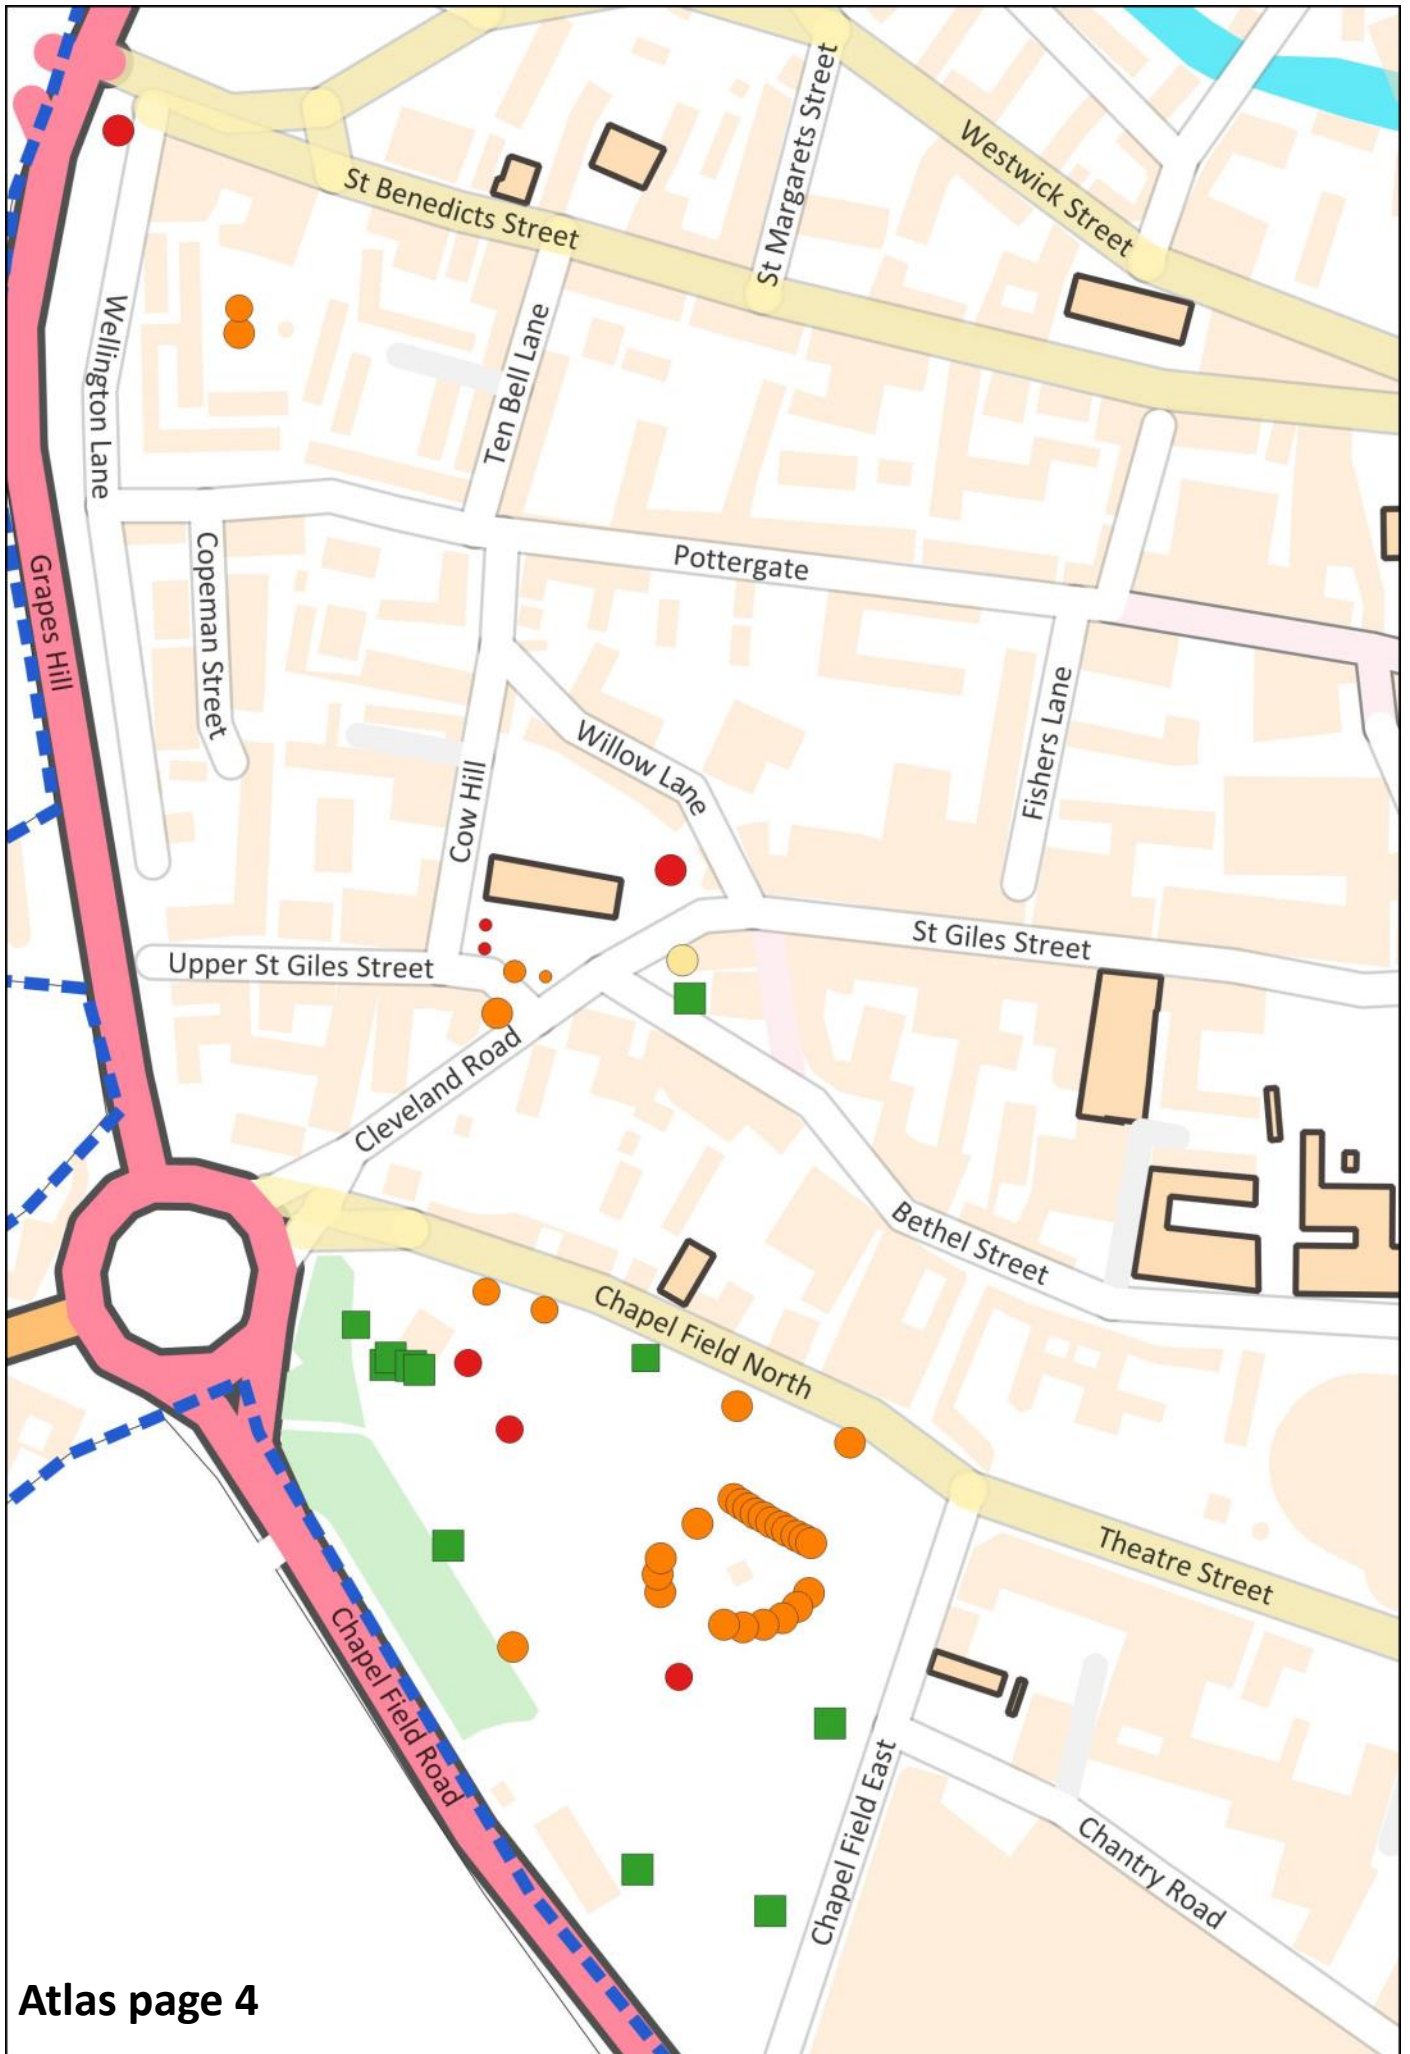 St Margarets Street
Westwick Street
St Benedicts Street
Wellington Lane
Ten Bell Lane
Grapes Hill
Copeman Street
Pottergate
Fishers Lane
Willow Lane
Cow Hill
St Giles Street
Upper St Giles Street
Cleveland Road
Bethel Street
Chapel Field North
Theatre Street
Chapel Field Road
Chapel Field East
Chantry Road
Atlas page 4